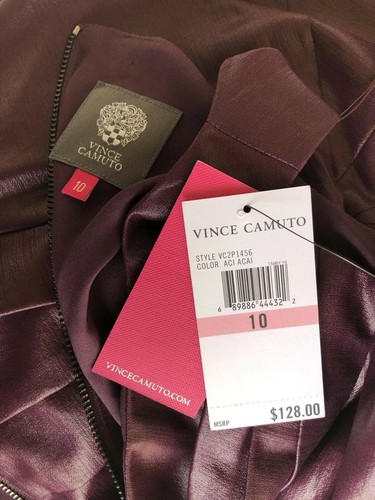 VINCE
CAMUTO
10
VINCE CAMUTO
STYLE VC2P1456
COLOR ACI ACAI
6 89886 44432 2
10
MSRP $128.00
VINCECAMUTO.COM